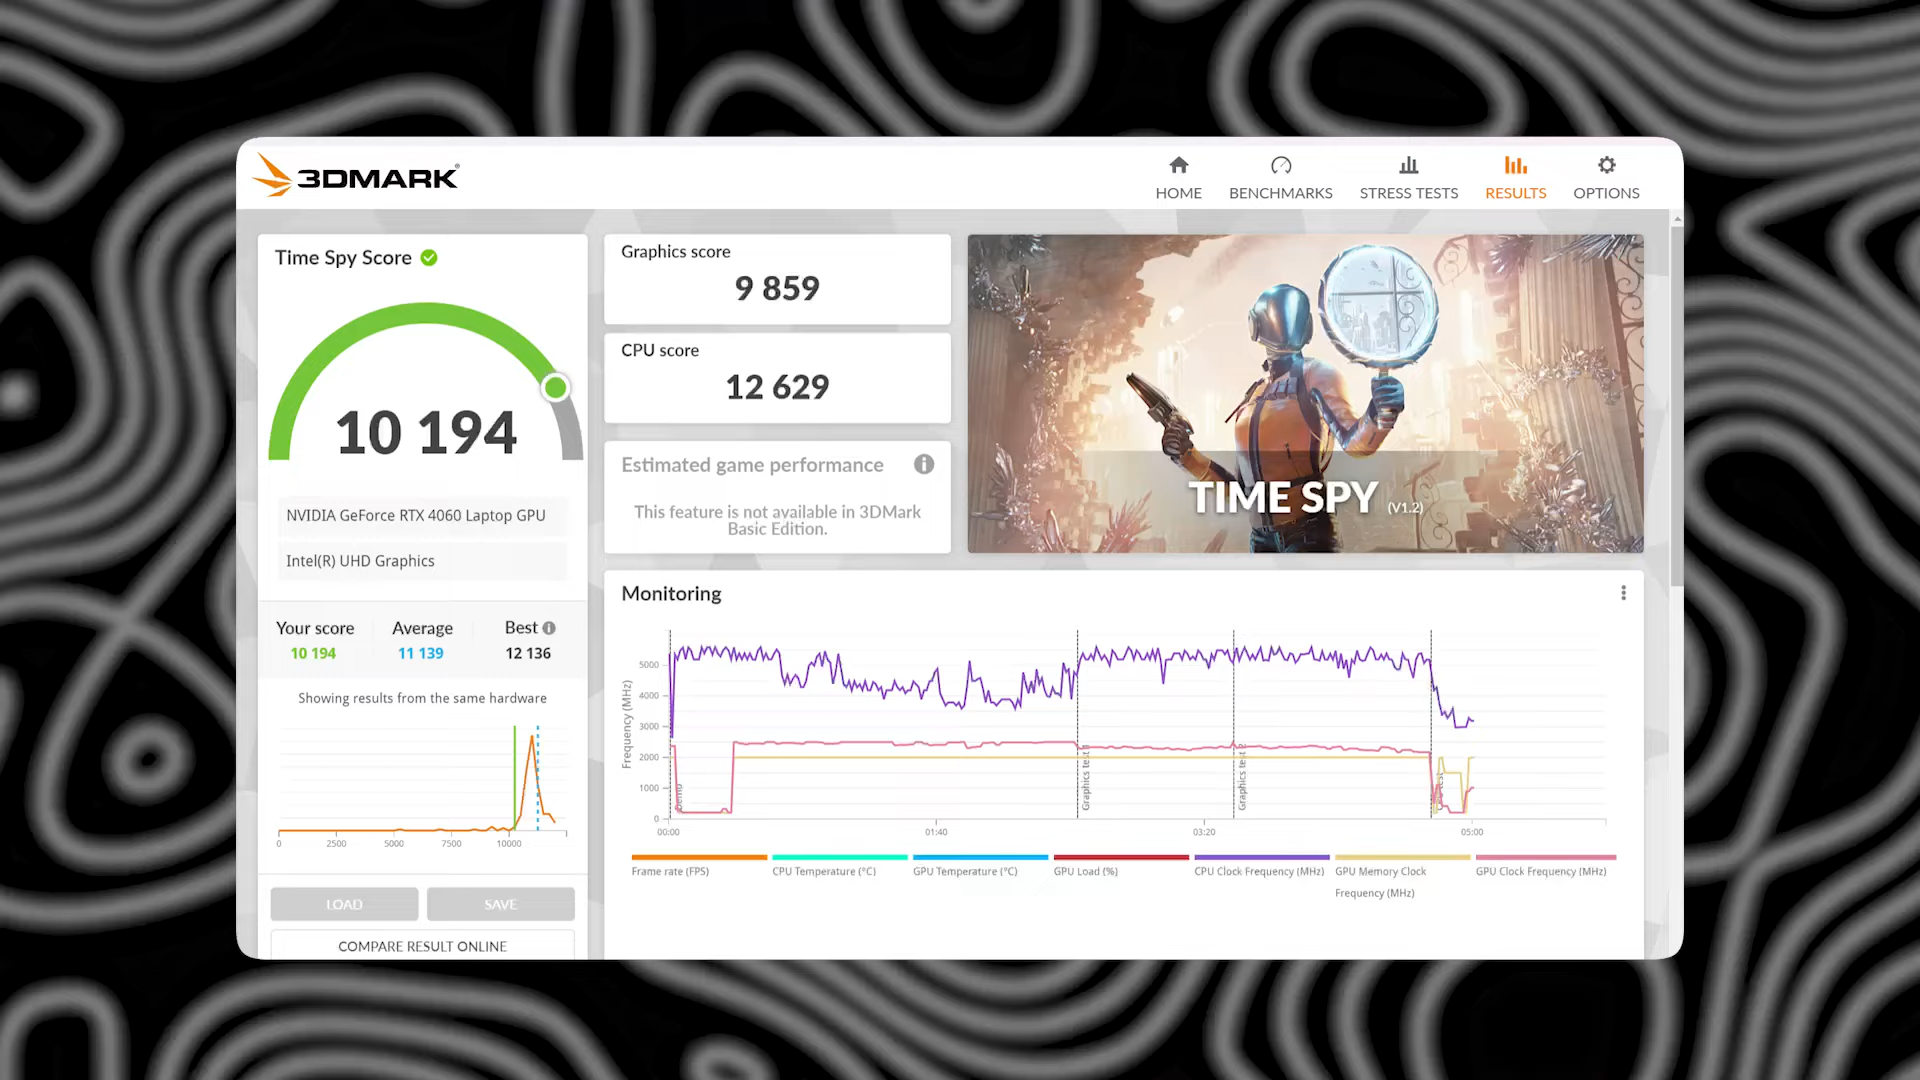 3DMARK
HOME
BENCHMARKS
STRESS TESTS
RESULTS
OPTIONS
Time Spy Score
10 194
NVIDIA GeForce RTX 4060 Laptop GPU
Intel(R) UHD Graphics
Your score
Average
Best
10 194
11 139
12 136
Showing results from the same hardware
0
2500
5000
7500
10000
LOAD
SAVE
COMPARE RESULT ONLINE
Graphics score
9 859
CPU score
12 629
Estimated game performance
This feature is not available in 3DMark
Basic Edition.
TIME SPY (V1.2)
Monitoring
Frequency (MHz)
5000
4000
3000
2000
1000
0
Demo
Graphics test
Graphics test
00:00
01:40
03:20
05:00
Frame rate (FPS)
CPU Temperature (°C)
GPU Temperature (°C)
GPU Load (%)
CPU Clock Frequency (MHz)
GPU Memory Clock
Frequency (MHz)
GPU Clock Frequency (MHz)